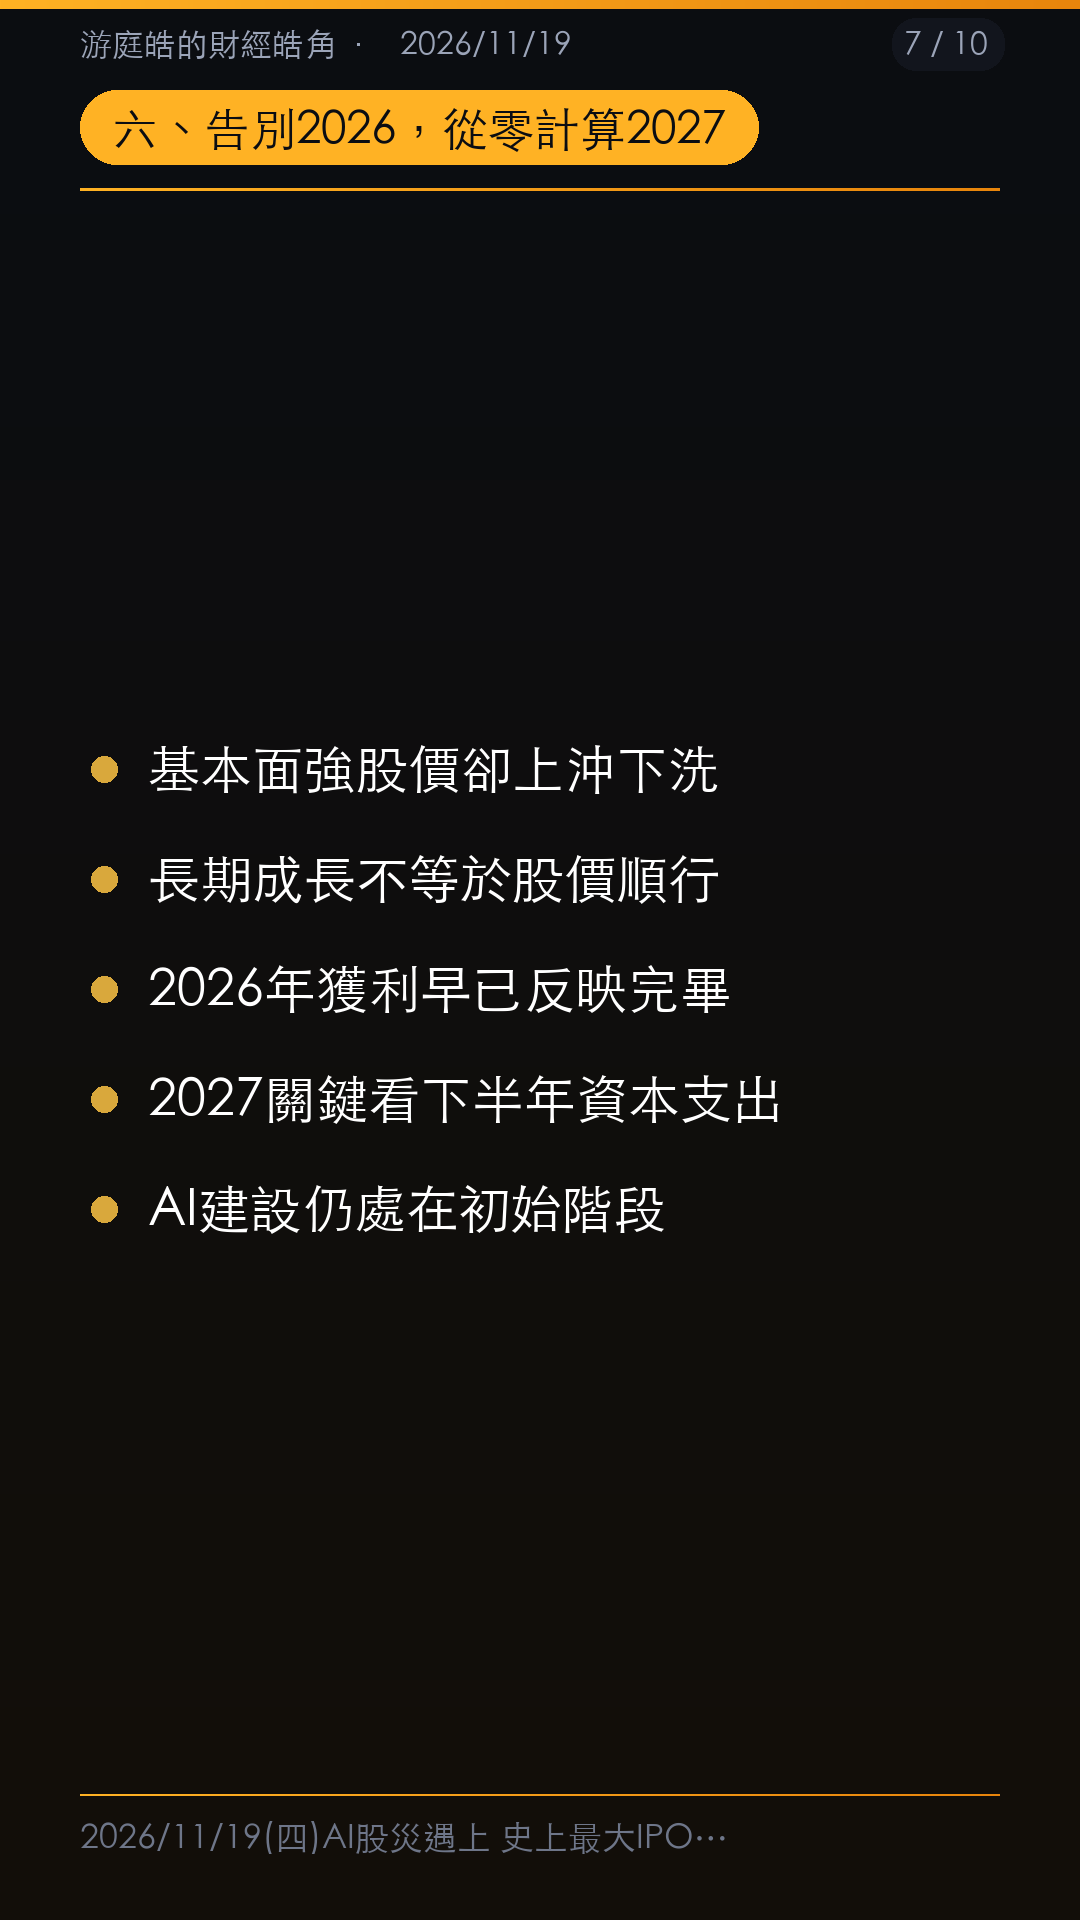 游庭皓的財經皓角 · 2026/11/19
7 / 10
六、告別2026，從零計算2027
基本面強股價卻上沖下洗
長期成長不等於股價順行
2026年獲利早已反映完畢
2027關鍵看下半年資本支出
AI建設仍處在初始階段
2026/11/19(四)AI股災遇上 史上最大IPO⋯